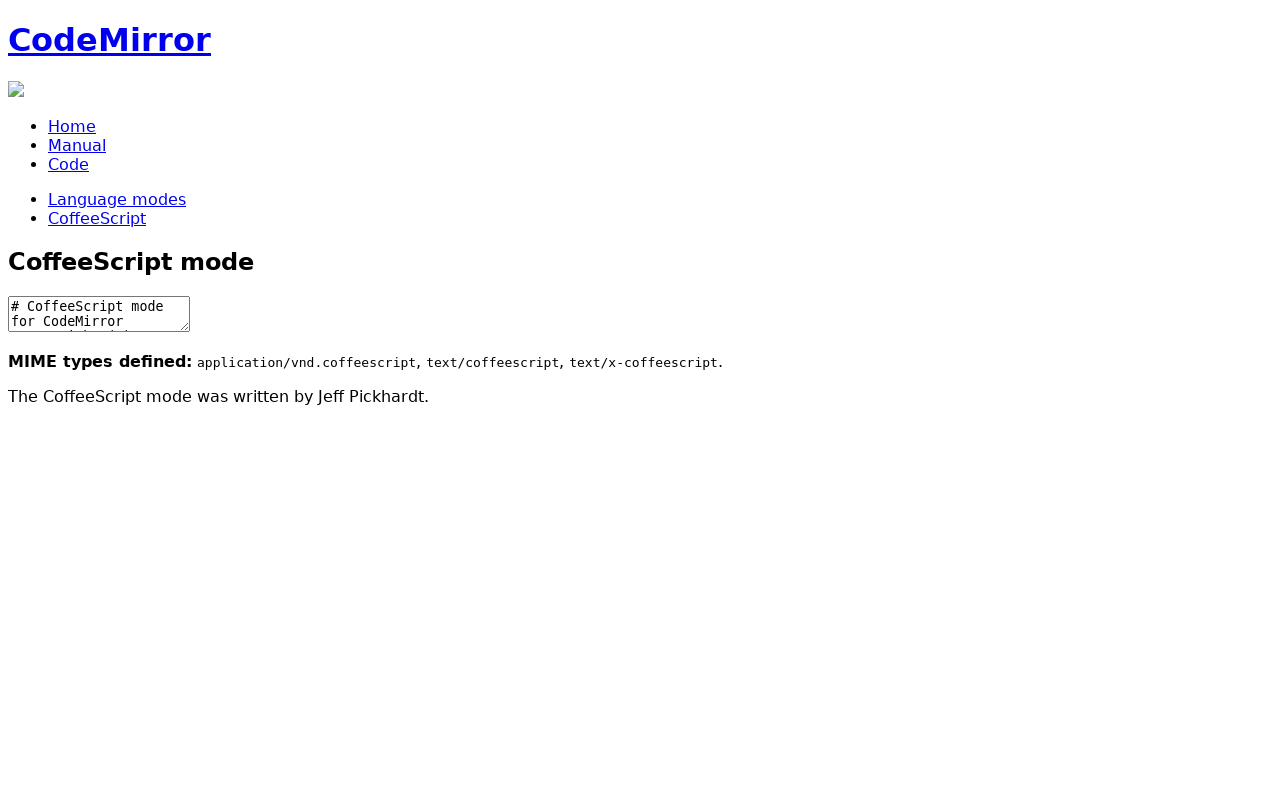 CodeMirror
Home
Manual
Code
Language modes
CoffeeScript
CoffeeScript mode
# CoffeeScript mode
for CodeMirror
MIME types defined: application/vnd.coffeescript, text/coffeescript, text/x-coffeescript.
The CoffeeScript mode was written by Jeff Pickhardt.